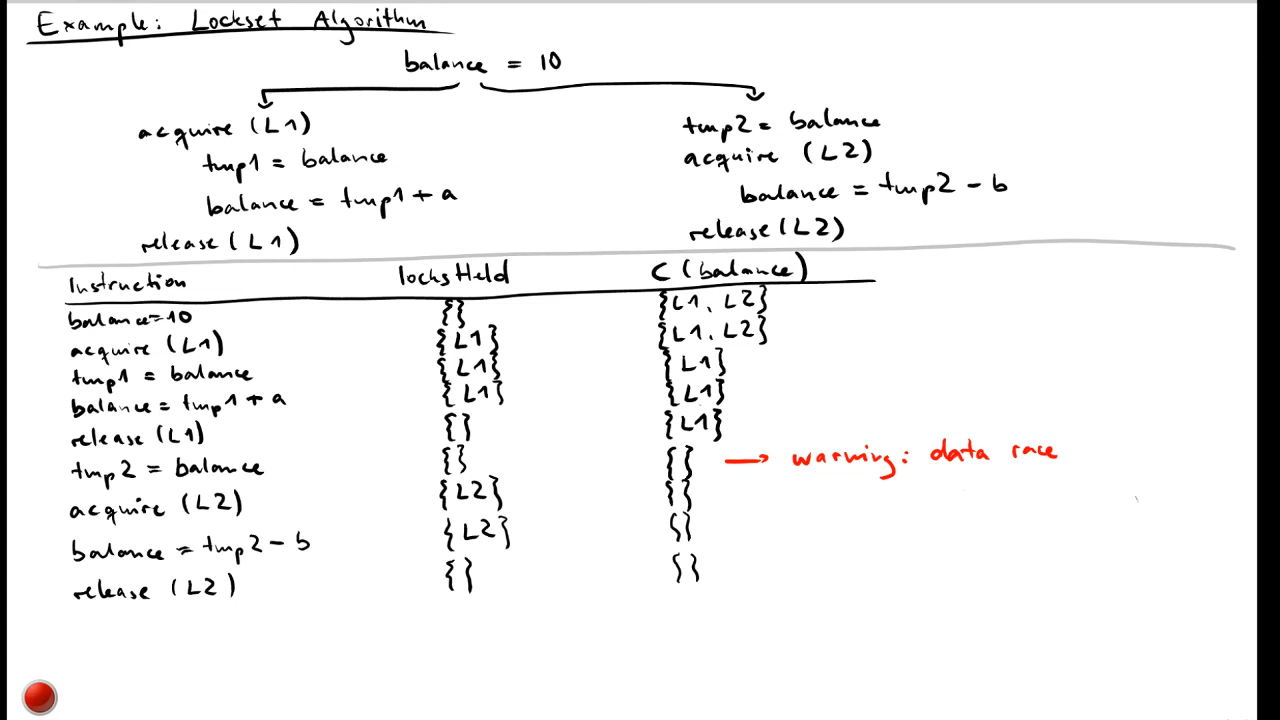 Example: Lockset Algorithm
balance = 10
acquire (L1)
tmp1 = balance
balance = tmp1 + a
release (L1)
tmp2 = balance
acquire (L2)
balance = tmp2 - b
release (L2)
Instruction locksHeld C (balance)
balance=10 {} {L1, L2}
acquire (L1) {L1} {L1, L2}
tmp1 = balance {L1} {L1}
balance = tmp1 + a {L1} {L1}
release (L1) {} {L1}
tmp2 = balance {} {} → warning: data race
acquire (L2) {L2} {}
balance = tmp2 - b {L2} {}
release (L2) {} {}